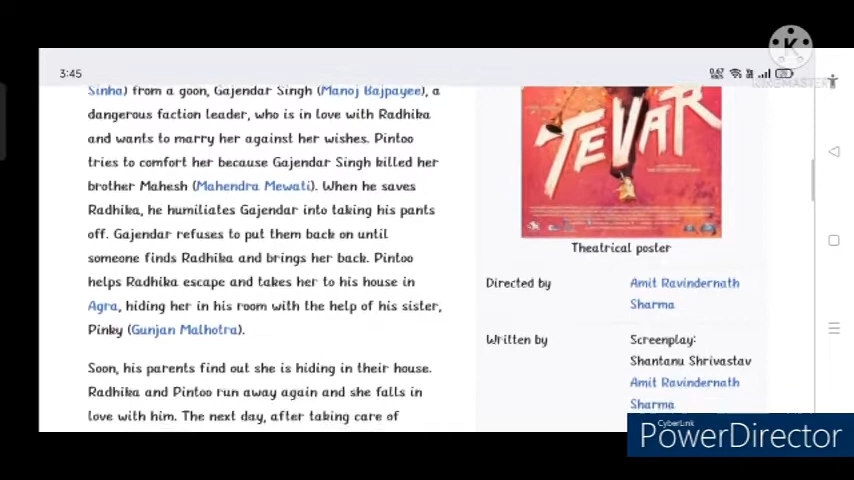 3:45
KINEMASTER
Sinha) from a goon, Gajendar Singh (Manoj Bajpayee), a
dangerous faction leader, who is in love with Radhika
and wants to marry her against her wishes. Pintoo
tries to comfort her because Gajendar Singh killed her
brother Mahesh (Mahendra Mewati). When he saves
Radhika, he humiliates Gajendar into taking his pants
off. Gajendar refuses to put them back on until
someone finds Radhika and brings her back. Pintoo
helps Radhika escape and takes her to his house in
Agra, hiding her in his room with the help of his sister,
Pinky (Gunjan Malhotra).
Soon, his parents find out she is hiding in their house.
Radhika and Pintoo run away again and she falls in
love with him. The next day, after taking care of
TEVAR
Theatrical poster
Directed by
Amit Ravindernath
Sharma
Written by
Screenplay:
Shantanu Shrivastav
Amit Ravindernath
Sharma
CyberLink
PowerDirector